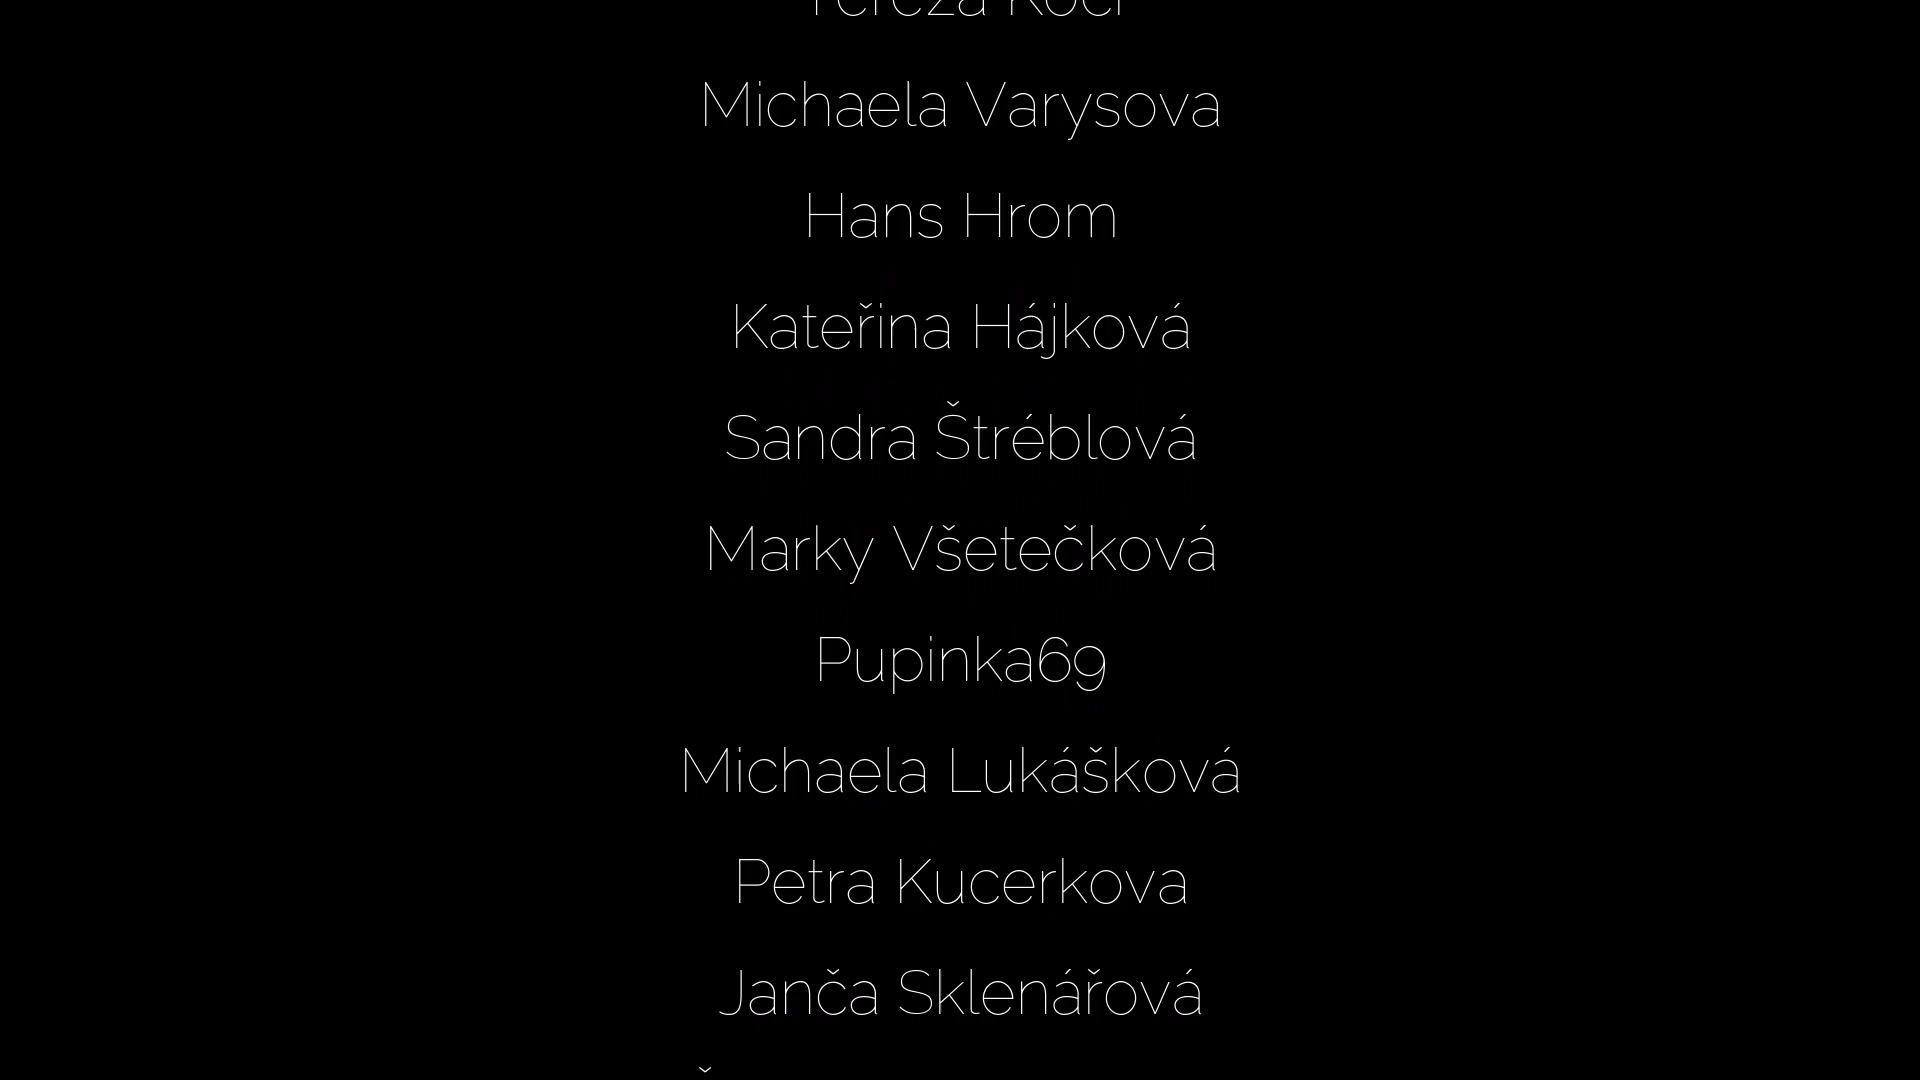 Michaela Varysova
Hans Hrom
Kateřina Hájková
Sandra Štréblová
Marky Všetečková
Pupinka69
Michaela Lukášková
Petra Kucerkova
Janča Sklenářová